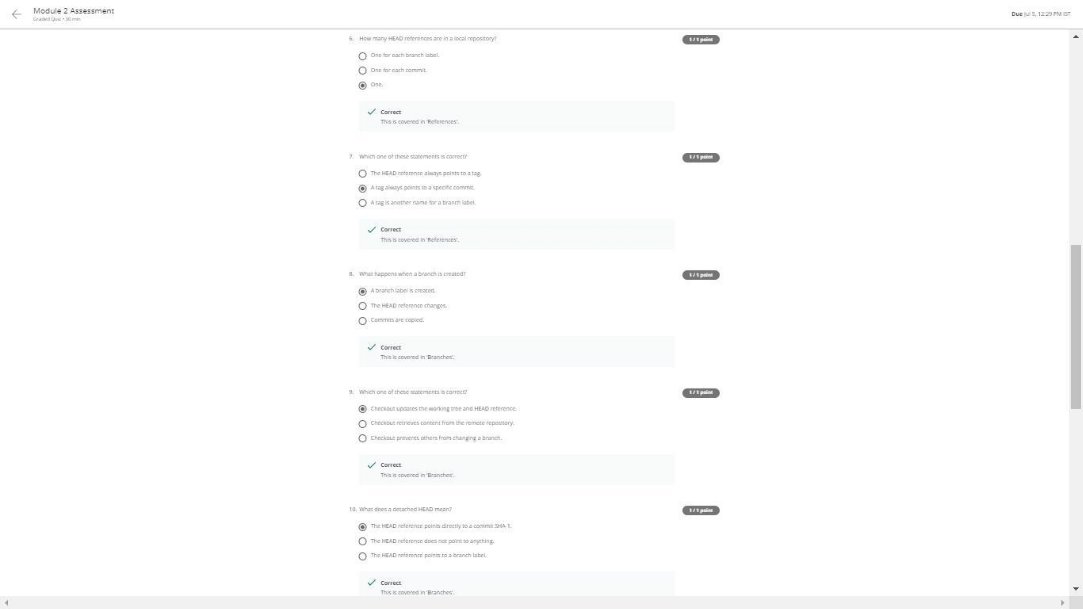 Module 2 Assessment
Graded Quiz • 30 min
Due Jul 5, 12:29 PM IST
6. How many HEAD references are in a local repository?
1 / 1 point
One for each branch label.
One for each commit.
One.
Correct
This is covered in 'References'.
7. Which one of these statements is correct?
1 / 1 point
The HEAD reference always points to a tag.
A tag always points to a specific commit.
A tag is another name for a branch label.
Correct
This is covered in 'References'.
8. What happens when a branch is created?
1 / 1 point
A branch label is created.
The HEAD reference changes.
Commits are copied.
Correct
This is covered in 'Branches'.
9. Which one of these statements is correct?
1 / 1 point
Checkout updates the working tree and HEAD reference.
Checkout retrieves content from the remote repository.
Checkout prevents others from changing a branch.
Correct
This is covered in 'Branches'.
10. What does a detached HEAD mean?
1 / 1 point
The HEAD reference points directly to a commit SHA-1.
The HEAD reference does not point to anything.
The HEAD reference points to a branch label.
Correct
This is covered in 'Branches'.